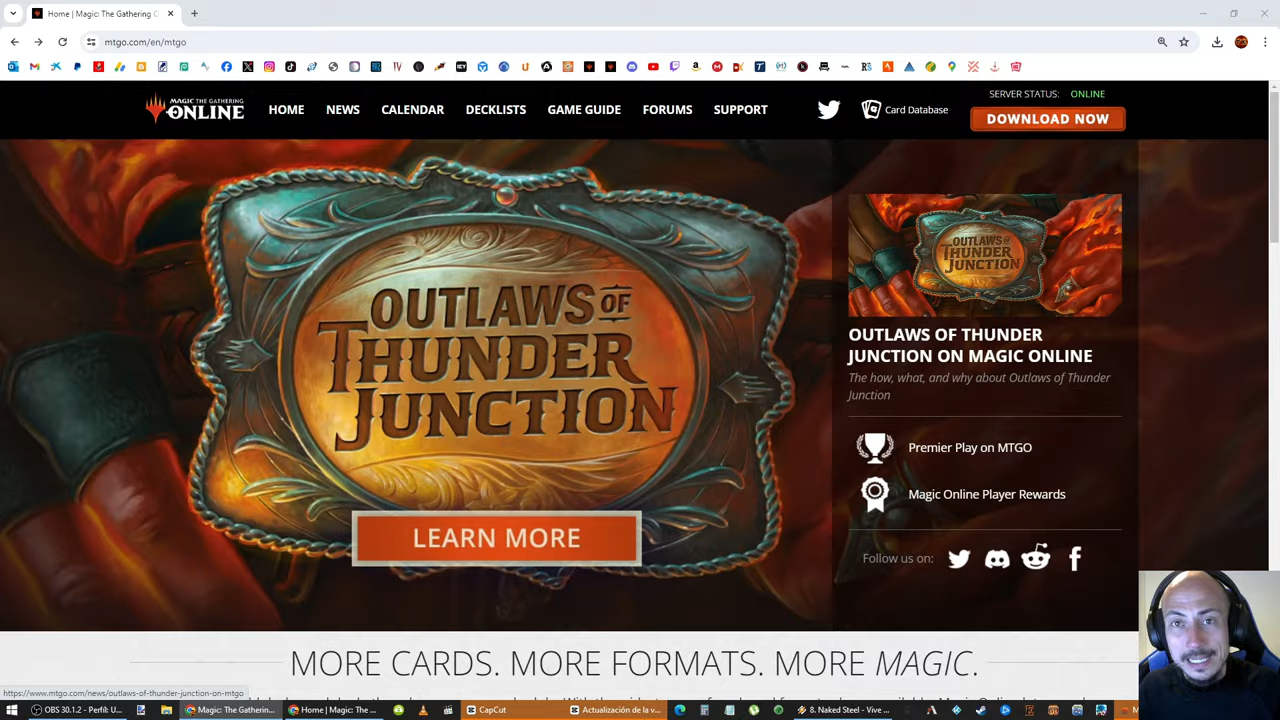 Home | Magic: The Gathering O
mtgo.com/en/mtgo
MAGIC THE GATHERING
ONLINE
HOME
NEWS
CALENDAR
DECKLISTS
GAME GUIDE
FORUMS
SUPPORT
Card Database
SERVER STATUS: ONLINE
DOWNLOAD NOW
OUTLAWS OF
THUNDER
JUNCTION
LEARN MORE
OUTLAWS OF
THUNDER
JUNCTION
OUTLAWS OF THUNDER
JUNCTION ON MAGIC ONLINE
The how, what, and why about Outlaws of Thunder
Junction
Premier Play on MTGO
Magic Online Player Rewards
Follow us on:
MORE CARDS. MORE FORMATS. MORE MAGIC.
https://www.mtgo.com/news/outlaws-of-thunder-junction-on-mtgo
OBS 30.1.2 - Perfil: U...
Magic: The Gatherin...
Home | Magic: The ...
CapCut
Actualización de la v...
8. Naked Steel - Vive ...